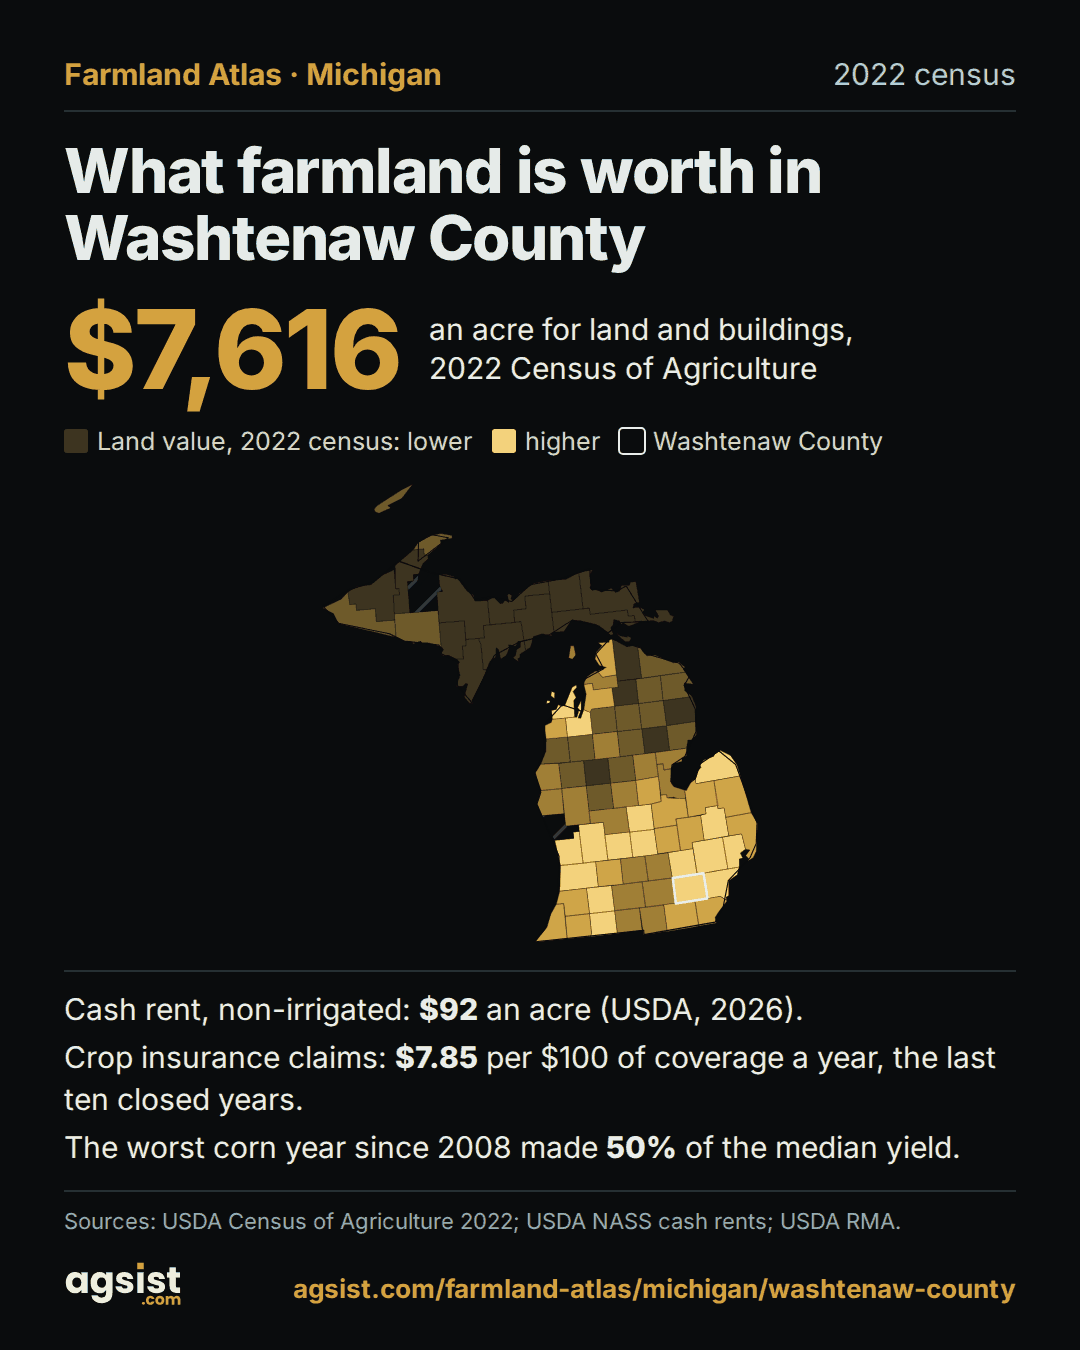 Farmland Atlas · Michigan
2022 census
What farmland is worth in
Washtenaw County
$7,616
an acre for land and buildings,
2022 Census of Agriculture
Land value, 2022 census: lower
higher
Washtenaw County
Cash rent, non-irrigated: $92 an acre (USDA, 2026).
Crop insurance claims: $7.85 per $100 of coverage a year, the last
ten closed years.
The worst corn year since 2008 made 50% of the median yield.
Sources: USDA Census of Agriculture 2022; USDA NASS cash rents; USDA RMA.
agsist
.com
agsist.com/farmland-atlas/michigan/washtenaw-county